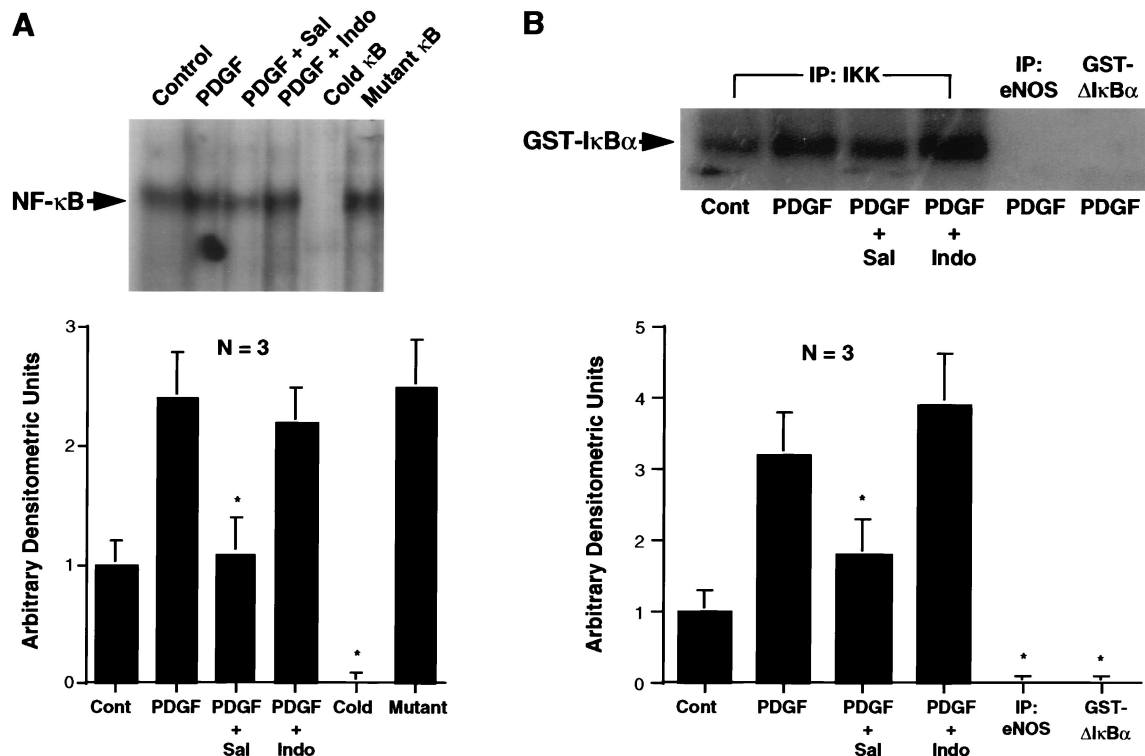 A
Control
PDGF
PDGF + Sal
PDGF + Indo
Cold κB
Mutant κB
NF-κB
3
2
1
0
Arbitrary Densitometric Units
N = 3
*
*
Cont PDGF PDGF Cold Mutant
PDGF
+ +
Sal Indo
B
IP: IKK
IP:
eNOS
GST-
ΔIκBα
GST-IκBα
Cont PDGF PDGF PDGF PDGF PDGF
+ +
Sal Indo
5
4
3
2
1
0
Arbitrary Densitometric Units
N = 3
*
* *
Cont PDGF PDGF PDGF IP: GST-
+ + eNOS ΔIκBα
Sal Indo